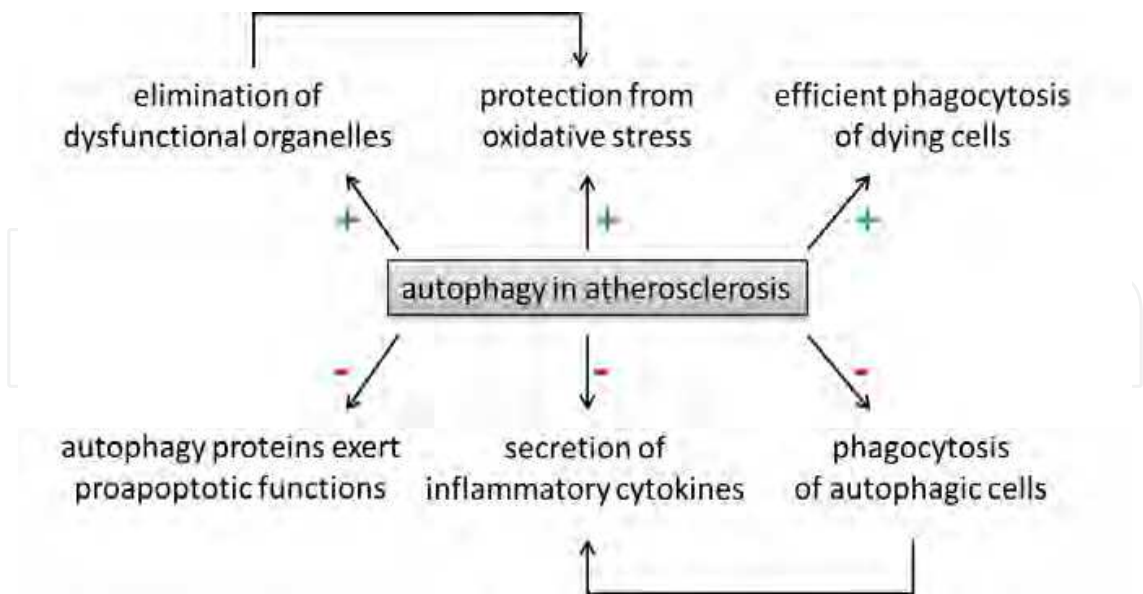 elimination of
dysfunctional organelles
protection from
oxidative stress
efficient phagocytosis
of dying cells
+
+
+
autophagy in atherosclerosis
-
-
-
autophagy proteins exert
proapoptotic functions
secretion of
inflammatory cytokines
phagocytosis
of autophagic cells